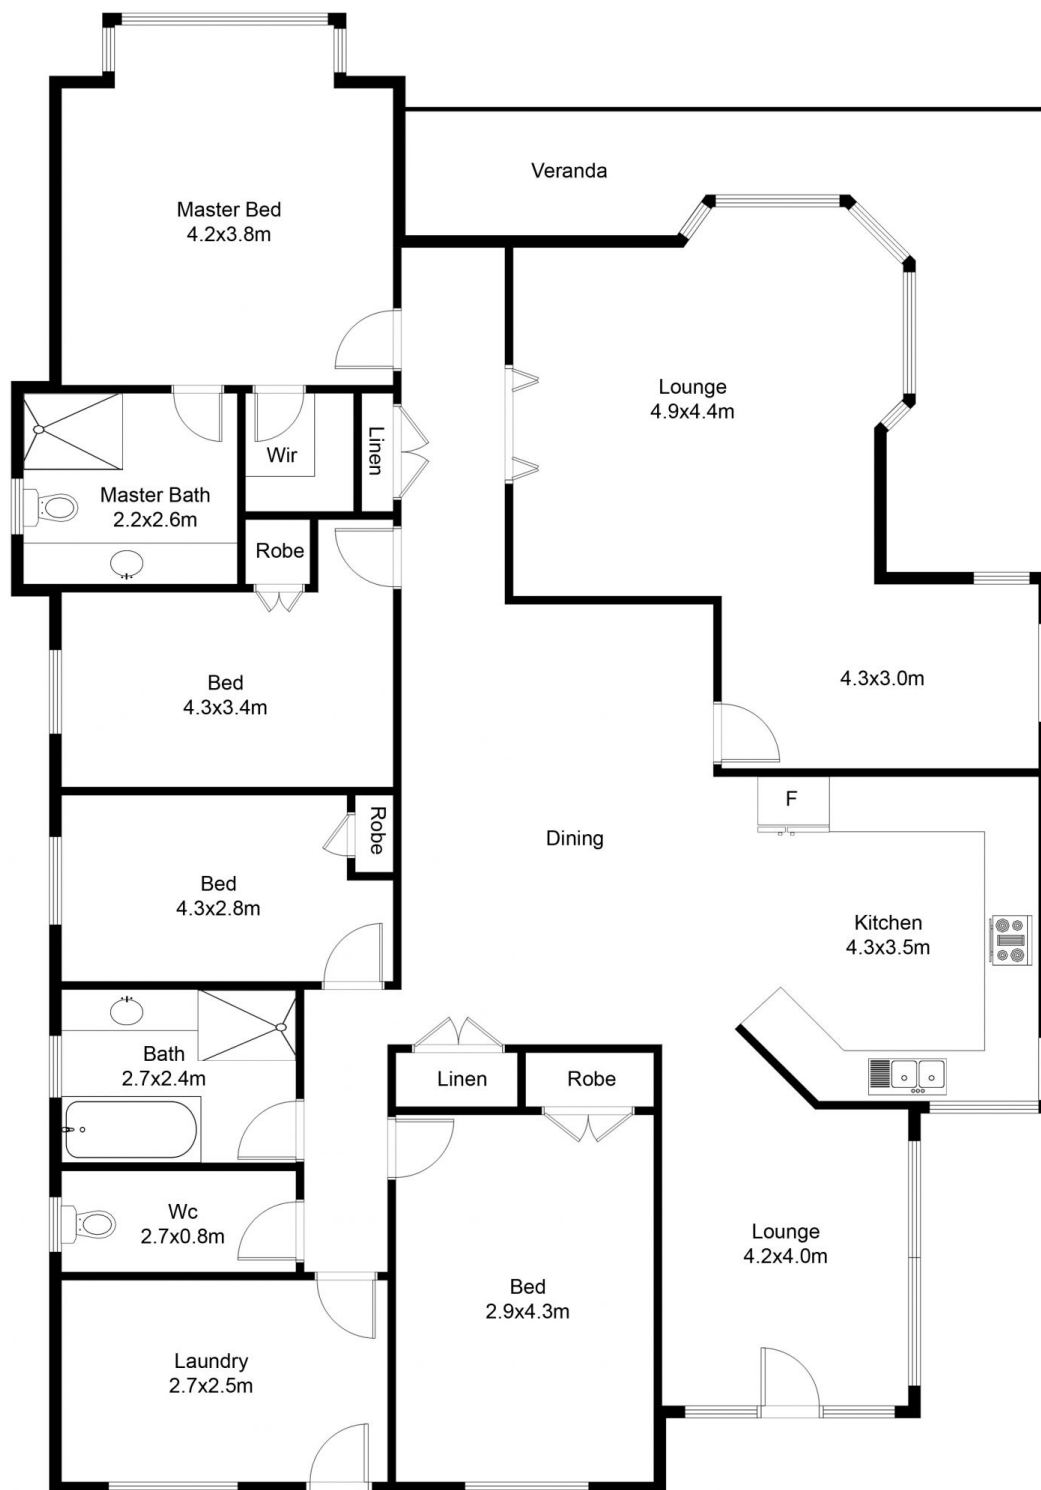 Veranda
Master Bed
4.2x3.8m
Lounge
4.9x4.4m
Linen
Wir
Master Bath
2.2x2.6m
Robe
Bed
4.3x3.4m
4.3x3.0m
F
Robe
Dining
Bed
4.3x2.8m
Kitchen
4.3x3.5m
Bath
2.7x2.4m
Linen
Robe
Wc
2.7x0.8m
Lounge
4.2x4.0m
Bed
2.9x4.3m
Laundry
2.7x2.5m